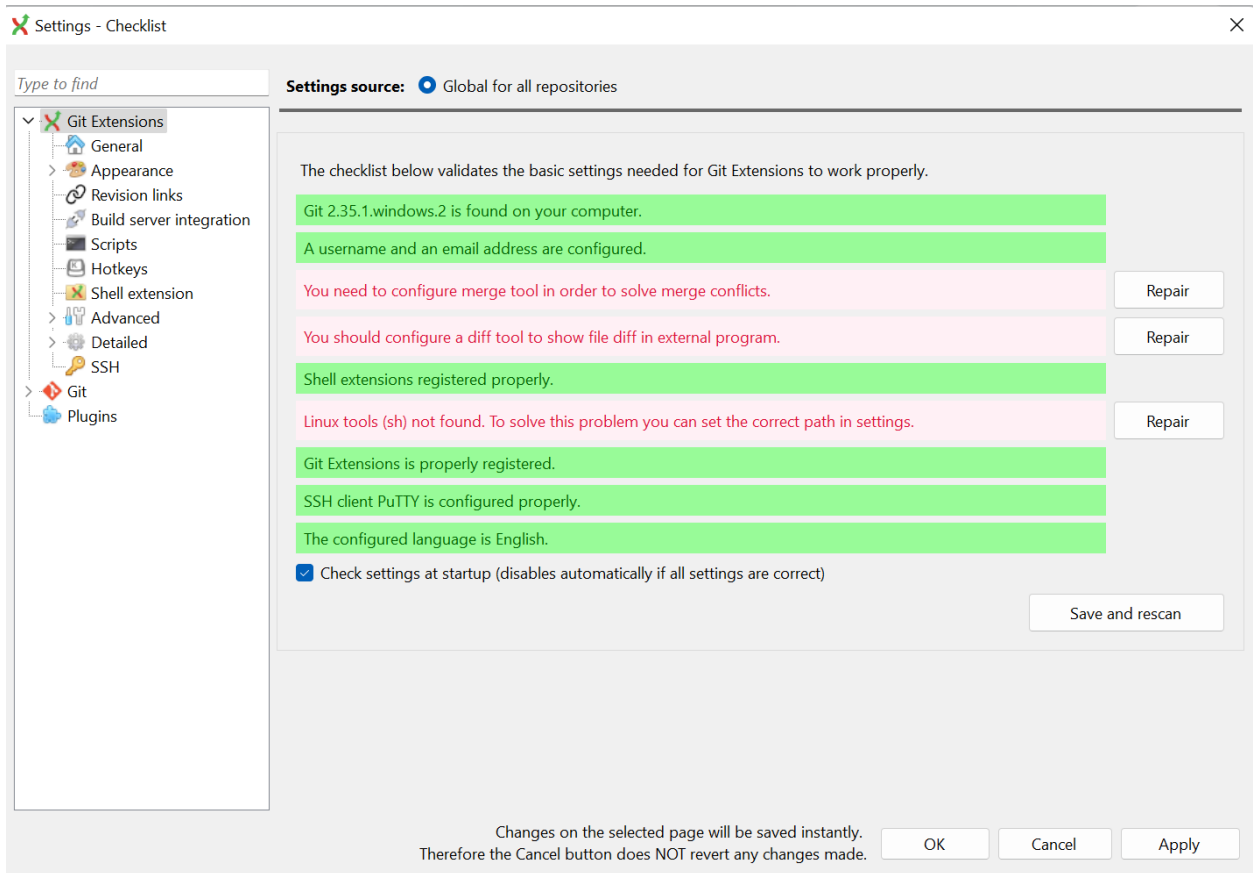 Settings - Checklist
Type to find
Git Extensions
General
Appearance
Revision links
Build server integration
Scripts
Hotkeys
Shell extension
Advanced
Detailed
SSH
Git
Plugins
Settings source: Global for all repositories
The checklist below validates the basic settings needed for Git Extensions to work properly.
Git 2.35.1.windows.2 is found on your computer.
A username and an email address are configured.
You need to configure merge tool in order to solve merge conflicts.
Repair
You should configure a diff tool to show file diff in external program.
Repair
Shell extensions registered properly.
Linux tools (sh) not found. To solve this problem you can set the correct path in settings.
Repair
Git Extensions is properly registered.
SSH client PuTTY is configured properly.
The configured language is English.
Check settings at startup (disables automatically if all settings are correct)
Save and rescan
Changes on the selected page will be saved instantly.
Therefore the Cancel button does NOT revert any changes made.
OK
Cancel
Apply